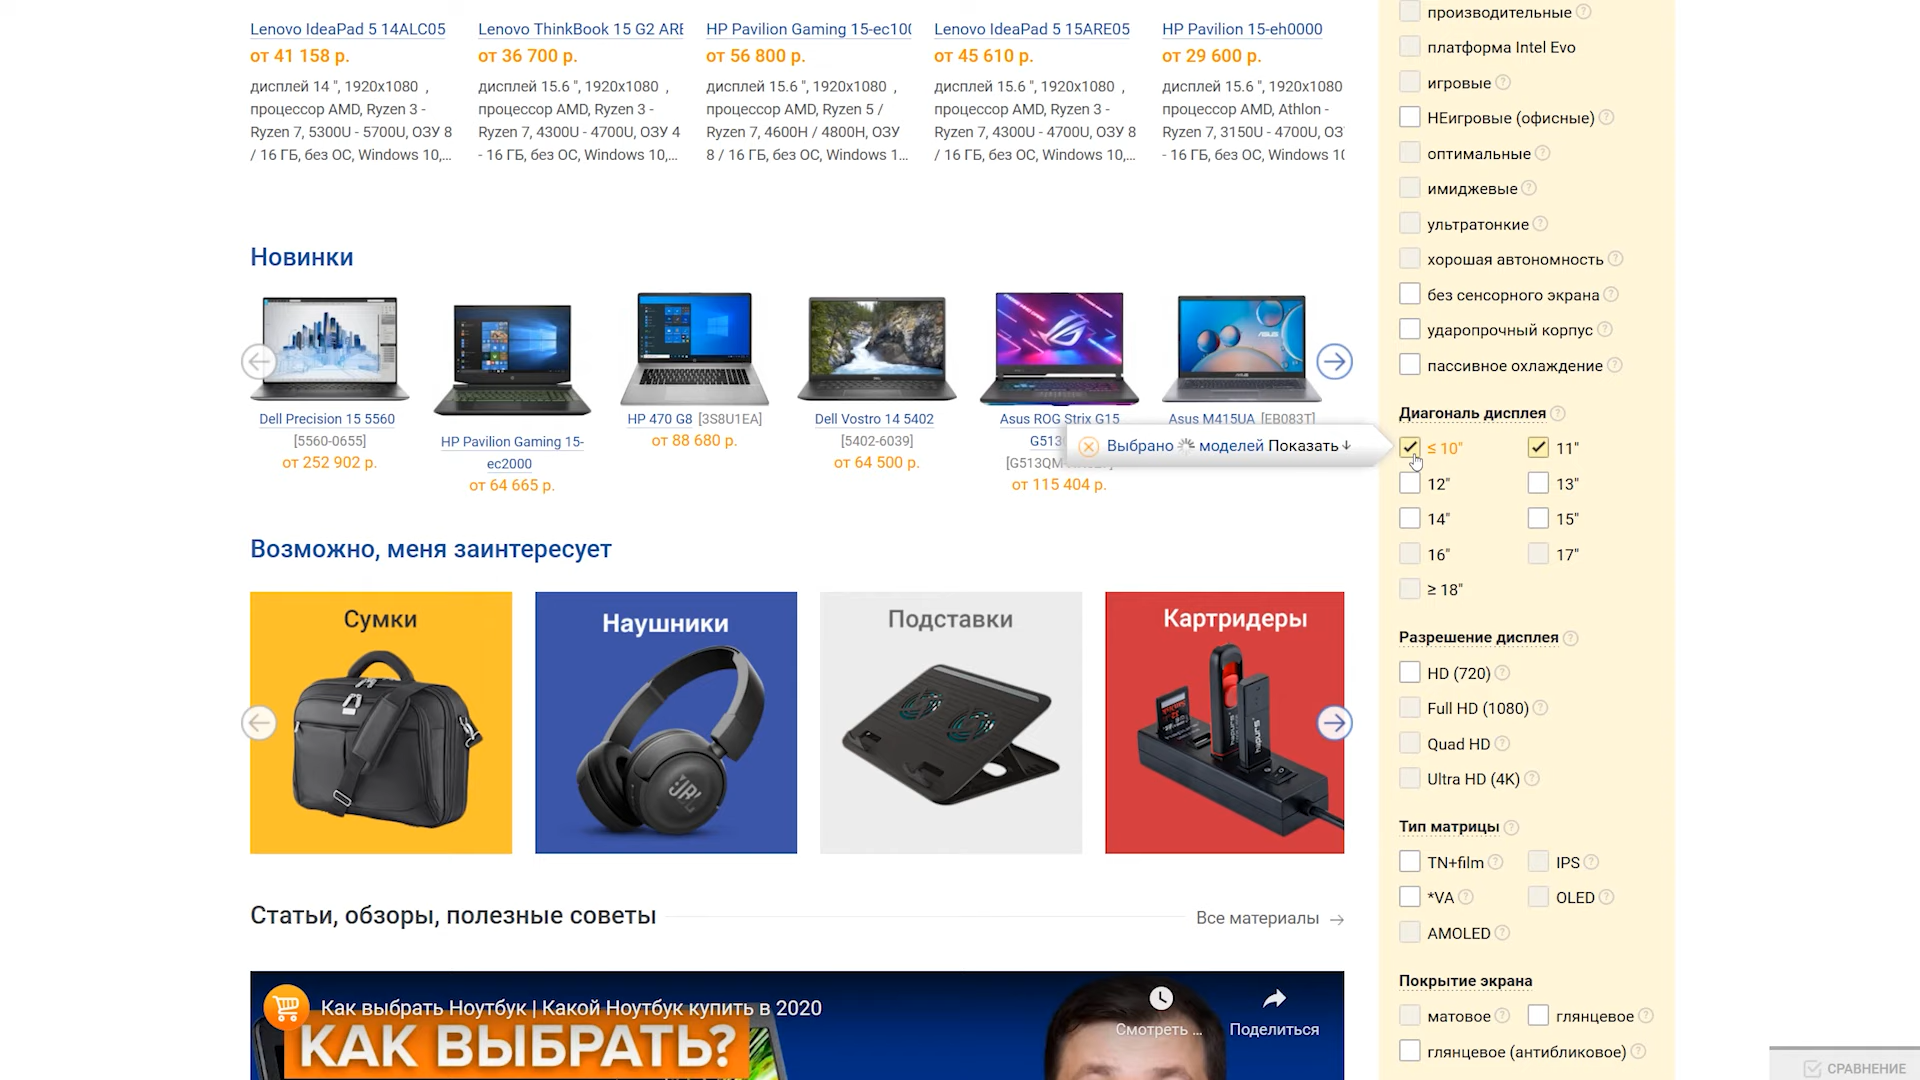 Lenovo IdeaPad 5 14ALC05
от 41 158 р.
дисплей 14 ", 1920x1080 ,
процессор AMD, Ryzen 3 -
Ryzen 7, 5300U - 5700U, ОЗУ 8
/ 16 ГБ, без ОС, Windows 10,...
Lenovo ThinkBook 15 G2 ARE
от 36 700 р.
дисплей 15.6 ", 1920x1080 ,
процессор AMD, Ryzen 3 -
Ryzen 7, 4300U - 4700U, ОЗУ 4
- 16 ГБ, без ОС, Windows 10,...
HP Pavilion Gaming 15-ec100
от 56 800 р.
дисплей 15.6 ", 1920x1080 ,
процессор AMD, Ryzen 5 /
Ryzen 7, 4600H / 4800H, ОЗУ
8 / 16 ГБ, без ОС, Windows 1...
Lenovo IdeaPad 5 15ARE05
от 45 610 р.
дисплей 15.6 ", 1920x1080 ,
процессор AMD, Ryzen 3 -
Ryzen 7, 4300U - 4700U, ОЗУ 8
/ 16 ГБ, без ОС, Windows 10,...
HP Pavilion 15-eh0000
от 29 600 р.
дисплей 15.6 ", 1920x1080
процессор AMD, Athlon -
Ryzen 7, 3150U - 4700U, ОЗ
- 16 ГБ, без ОС, Windows 1
Новинки
Dell Precision 15 5560
[5560-0655]
от 252 902 р.
HP Pavilion Gaming 15-
ec2000
от 64 665 р.
HP 470 G8 [3S8U1EA]
от 88 680 р.
Dell Vostro 14 5402
[5402-6039]
от 64 500 р.
Asus ROG Strix G15
G513
[G513QM
от 115 404 р.
Asus M415UA [EB083T]
Выбрано моделей Показать ↓
Возможно, меня заинтересует
Сумки
Наушники
JBL
Подставки
Картридеры
Статьи, обзоры, полезные советы
Все материалы →
Как выбрать Ноутбук | Какой Ноутбук купить в 2020
КАК ВЫБРАТЬ?
Смотреть ...
Поделиться
производительные ?
платформа Intel Evo
игровые ?
НЕигровые (офисные) ?
оптимальные ?
имиджевые ?
ультратонкие ?
хорошая автономность ?
без сенсорного экрана ?
ударопрочный корпус ?
пассивное охлаждение ?
Диагональ дисплея ?
≤ 10" 11"
12" 13"
14" 15"
16" 17"
≥ 18"
Разрешение дисплея ?
HD (720) ?
Full HD (1080) ?
Quad HD ?
Ultra HD (4K) ?
Тип матрицы ?
TN+film ? IPS ?
*VA ? OLED ?
AMOLED ?
Покрытие экрана
матовое ? глянцевое ?
глянцевое (антибликовое) ?
СРАВНЕНИЕ